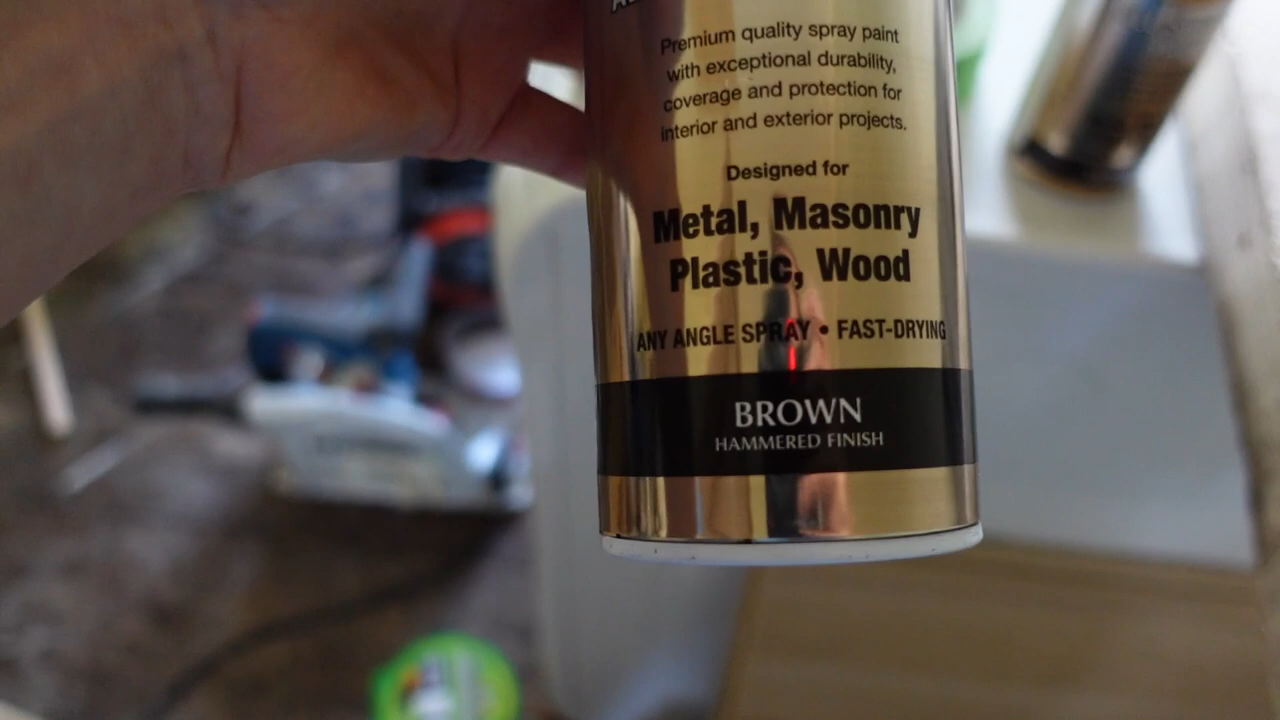 Premium quality spray paint
with exceptional durability,
coverage and protection for
interior and exterior projects.
Designed for
Metal, Masonry
Plastic, Wood
ANY ANGLE SPRAY • FAST-DRYING
BROWN
HAMMERED FINISH